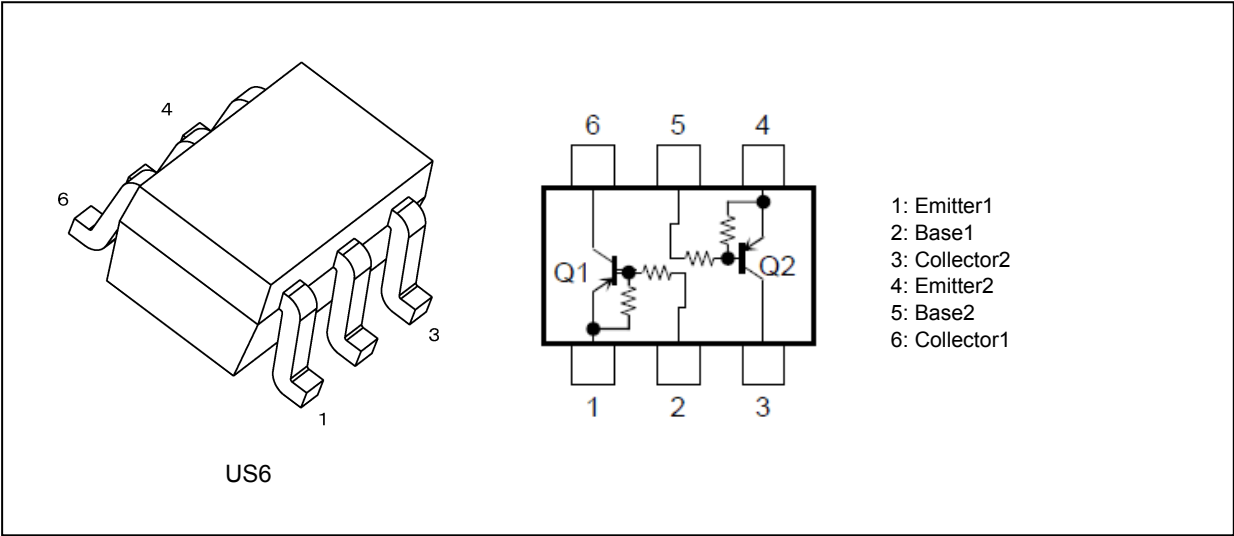 4
6
3
1
US6
6 5 4
Q1 Q2
1 2 3
1: Emitter1
2: Base1
3: Collector2
4: Emitter2
5: Base2
6: Collector1